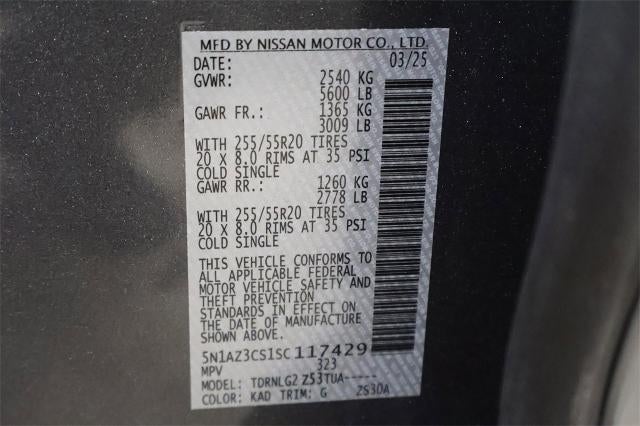 MFD BY NISSAN MOTOR CO., LTD.
DATE: 03/25
GVWR: 2540 KG
5600 LB
GAWR FR.: 1365 KG
3009 LB
WITH 255/55R20 TIRES
20 x 8.0 RIMS AT 35 PSI
COLD SINGLE
GAWR RR.: 1260 KG
2778 LB
WITH 255/55R20 TIRES
20 x 8.0 RIMS AT 35 PSI
COLD SINGLE
THIS VEHICLE CONFORMS TO
ALL APPLICABLE FEDERAL
MOTOR VEHICLE SAFETY AND
THEFT PREVENTION
STANDARDS IN EFFECT ON
THE DATE OF MANUFACTURE
SHOWN ABOVE.
5N1AZ3CS1SC117429
MPV 323
MODEL: TDRNLG2 Z53TUA-----
COLOR: KAD TRIM: G ZS30A